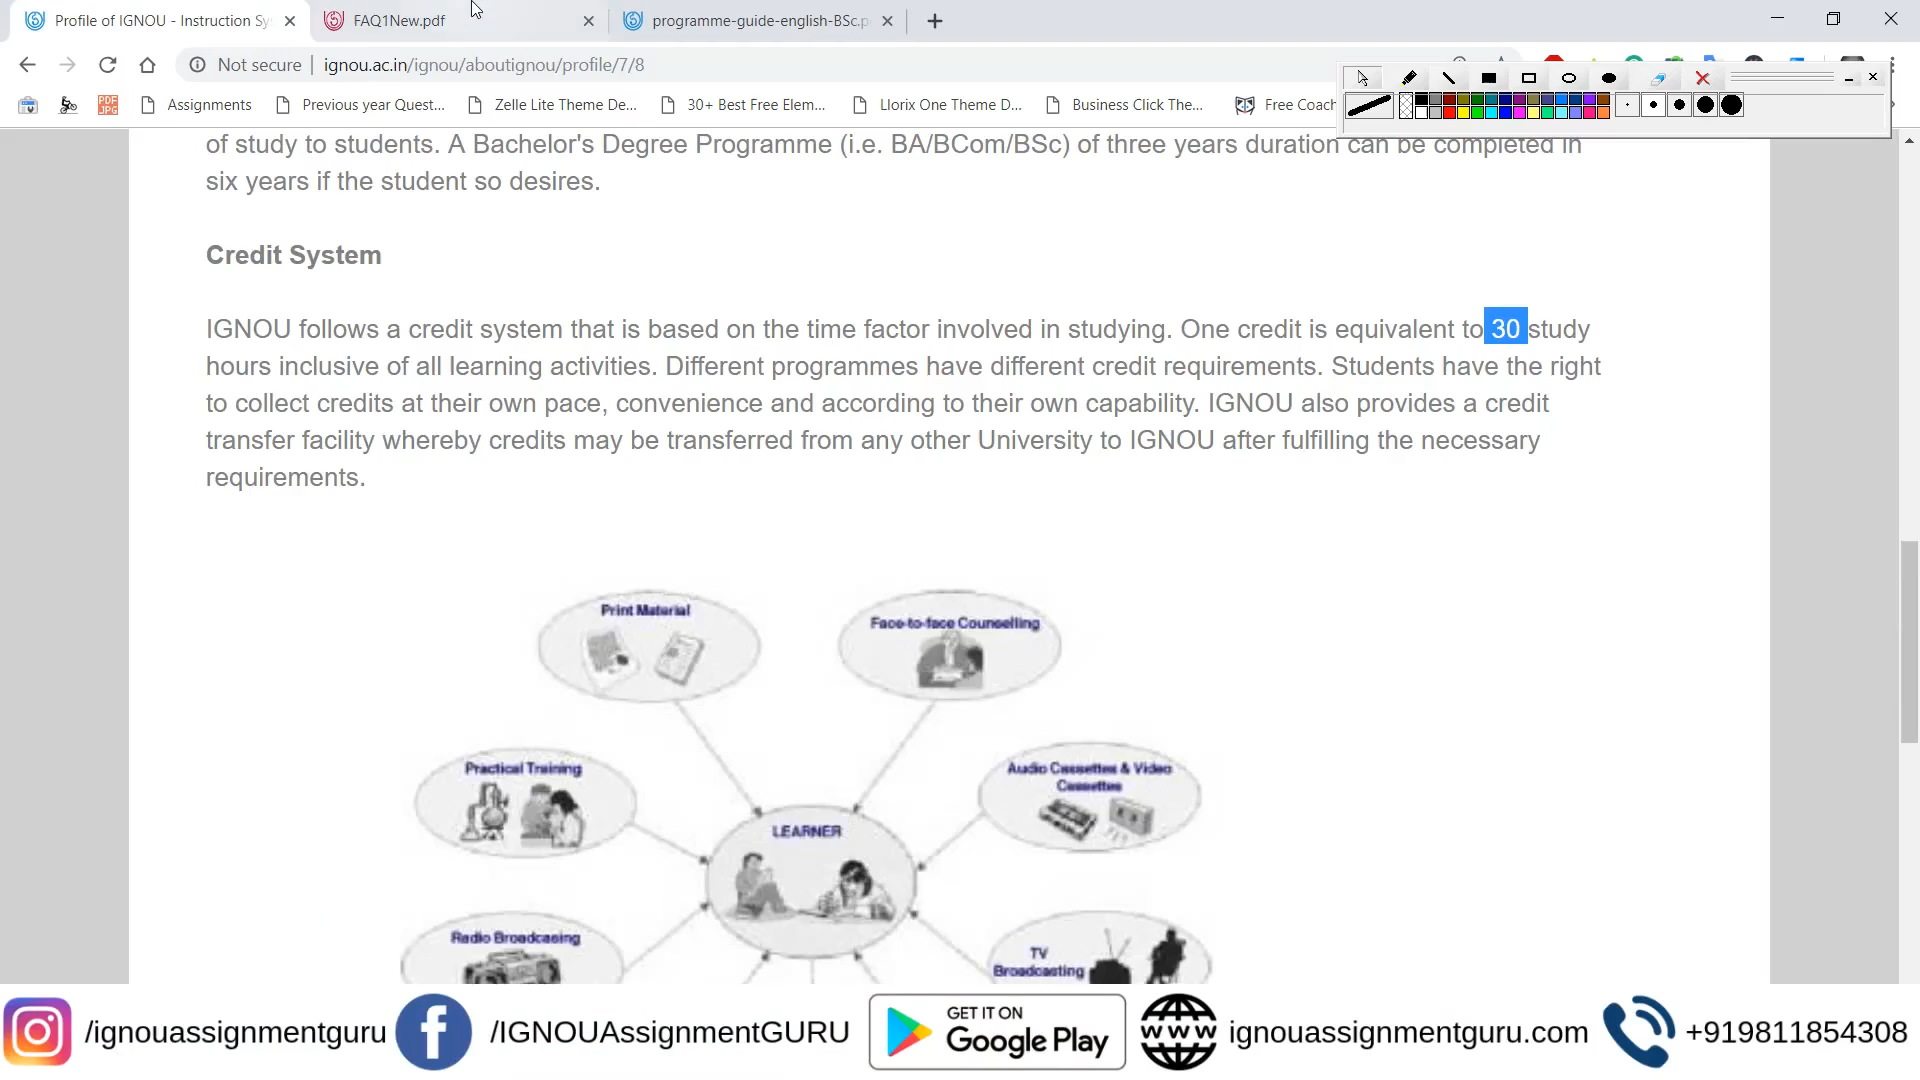 Profile of IGNOU - Instruction Sy
FAQ1New.pdf
programme-guide-english-BSc.p
Not secure
ignou.ac.in/ignou/aboutignou/profile/7/8
PDF
JPG
Assignments
Previous year Quest...
Zelle Lite Theme De...
30+ Best Free Elem...
Llorix One Theme D...
Business Click The...
Free Coach
of study to students. A Bachelor's Degree Programme (i.e. BA/BCom/BSc) of three years duration can be completed in
six years if the student so desires.
Credit System
IGNOU follows a credit system that is based on the time factor involved in studying. One credit is equivalent to 30 study
hours inclusive of all learning activities. Different programmes have different credit requirements. Students have the right
to collect credits at their own pace, convenience and according to their own capability. IGNOU also provides a credit
transfer facility whereby credits may be transferred from any other University to IGNOU after fulfilling the necessary
requirements.
Print Material
Face-to-face Counselling
Practical Training
Audio Cassettes & Video
Cassettes
LEARNER
Radio Broadcasing
TV
Broadcasting
/ignouassignmentguru
/IGNOUAssignmentGURU
GET IT ON
Google Play
WWW
ignouassignmentguru.com
+919811854308